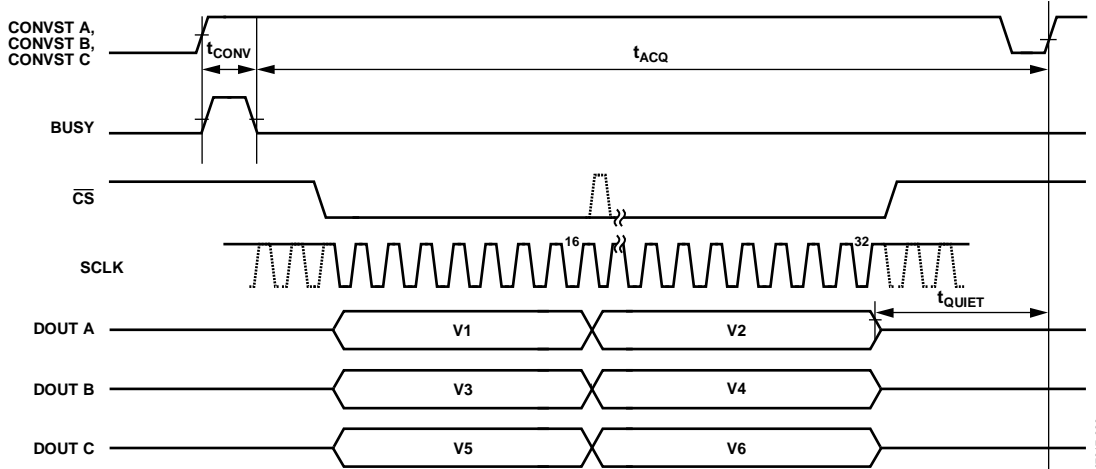 CONVST A,
CONVST B,
CONVST C
tCONV
tACQ
BUSY
CS
SCLK
16
32
tQUIET
DOUT A
V1
V2
DOUT B
V3
V4
DOUT C
V5
V6